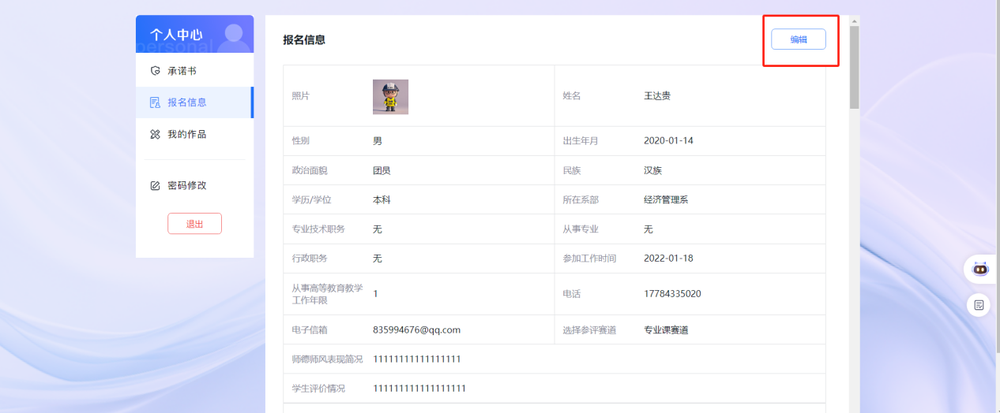 个人中心
personal
承诺书
报名信息
我的作品
密码修改
退出
报名信息
编辑
照片
姓名 王达贵
性别 男 出生年月 2020-01-14
政治面貌 团员 民族 汉族
学历/学位 本科 所在系部 经济管理系
专业技术职务 无 从事专业 无
行政职务 无 参加工作时间 2022-01-18
从事高等教育教学
工作年限 1 电话 17784335020
电子信箱 835994676@qq.com 选择参评赛道 专业课赛道
师德师风表现简况 11111111111111111
学生评价情况 111111111111111111